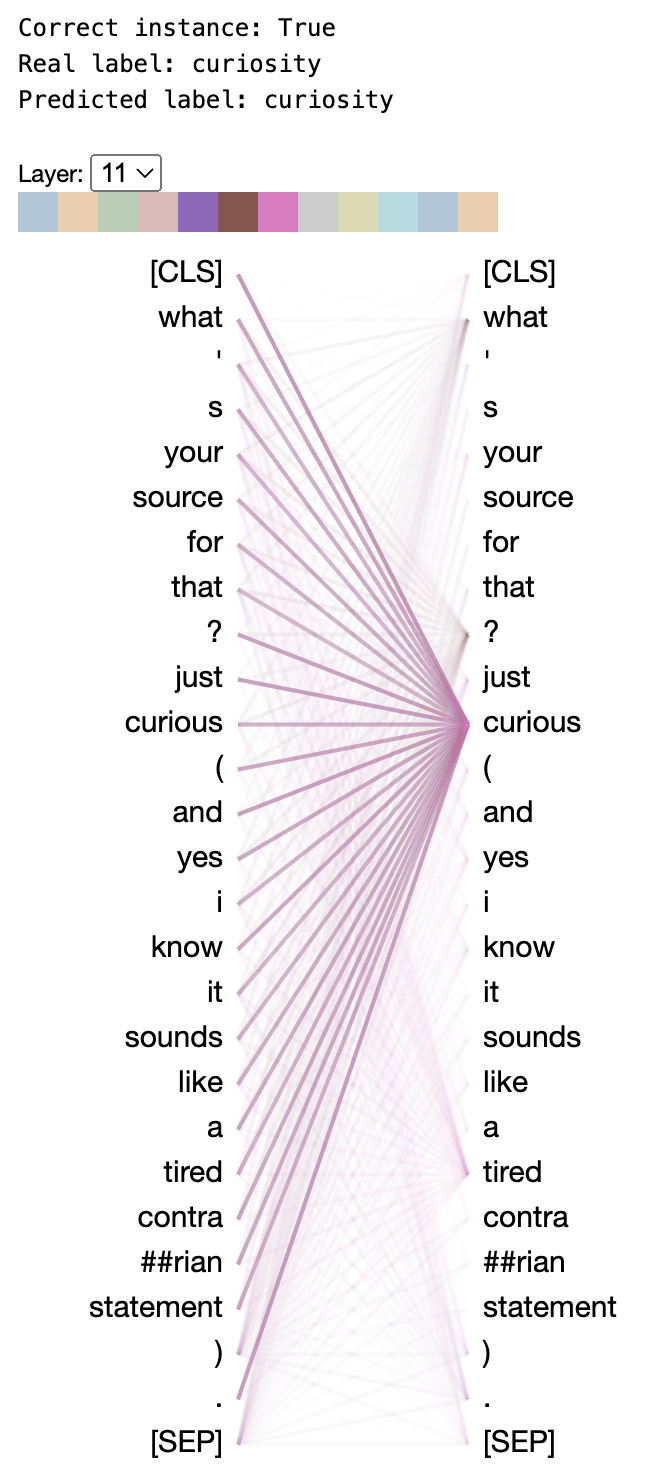 Correct instance: True
Real label: curiosity
Predicted label: curiosity
Layer: 11
[CLS] [CLS]
what what
' '
s s
your your
source source
for for
that that
? ?
just just
curious curious
( (
and and
yes yes
i i
know know
it it
sounds sounds
like like
a a
tired tired
contra contra
##rian ##rian
statement statement
) )
. .
[SEP] [SEP]